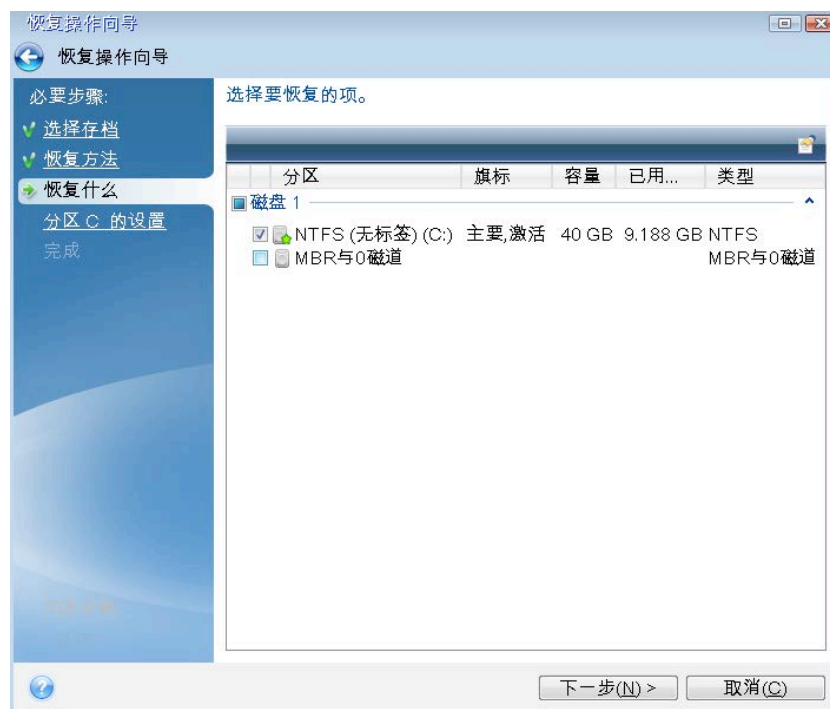 恢复操作向导
恢复操作向导
必要步骤:
选择存档
恢复方法
恢复什么
分区 C 的设置
完成
选择要恢复的项。
分区 旗标 容量 已用... 类型
磁盘 1
NTFS (无标签) (C:) 主要,激活 40 GB 9.188 GB NTFS
MBR与0磁道 MBR与0磁道
下一步(N) > 取消(C)